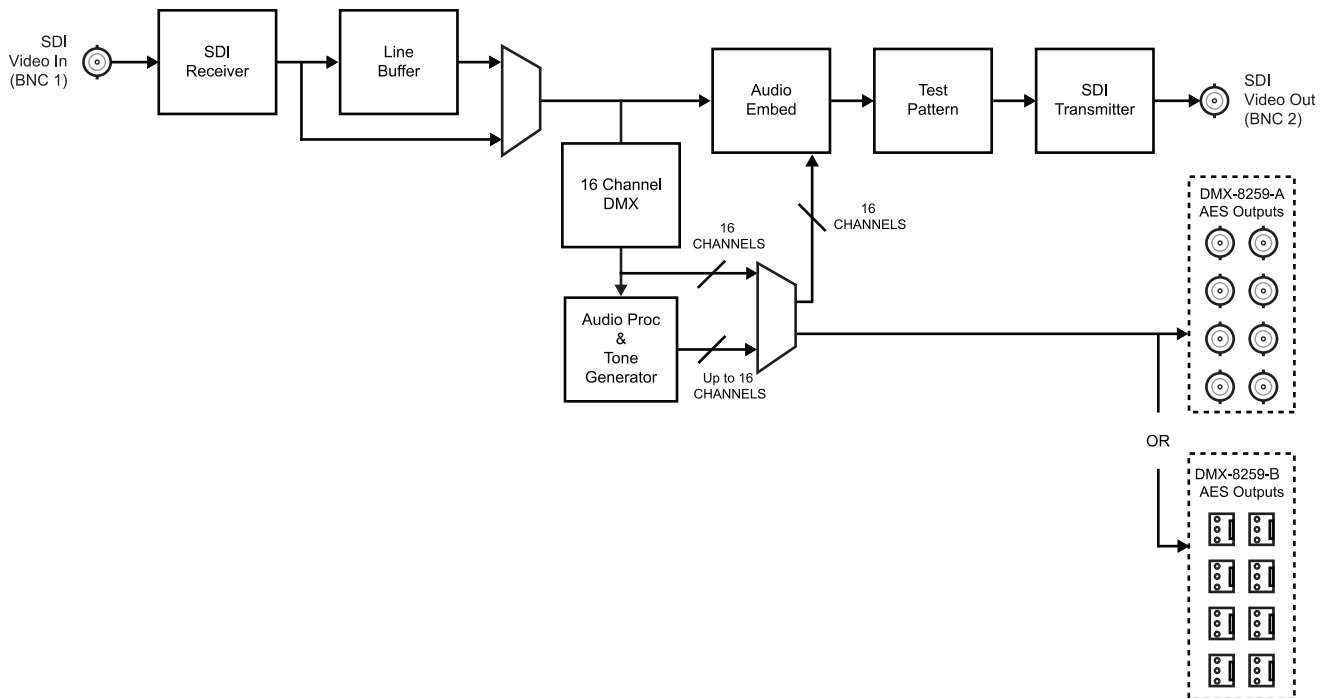 SDI
Video In
(BNC 1)
SDI
Receiver
Line
Buffer
Audio
Embed
Test
Pattern
SDI
Transmitter
SDI
Video Out
(BNC 2)
16 Channel
DMX
16
CHANNELS
16
CHANNELS
Audio Proc
&
Tone
Generator
Up to 16
CHANNELS
DMX-8259-A
AES Outputs
OR
DMX-8259-B
AES Outputs